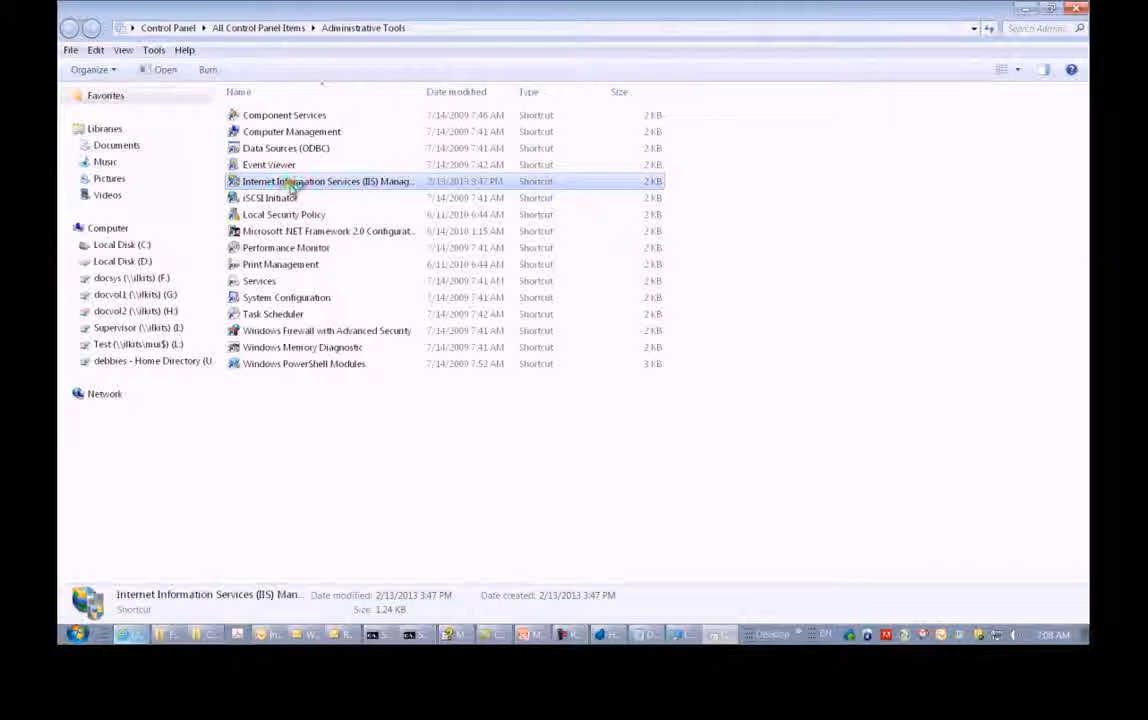 Control Panel All Control Panel Items Administrative Tools
Search Admini...
File Edit View Tools Help
Organize Open Burn
Name Date modified Type Size
Favorites
Libraries
Documents
Music
Pictures
Videos
Computer
Local Disk (C:)
Local Disk (D:)
docsys (\\ilkits) (F:)
docvol1 (\\ilkits) (G:)
docvol2 (\\ilkits) (H:)
Supervisor (\\ilkits) (I:)
Test (\\ilkits\mui$) (L:)
debbies - Home Directory (U
Network
Component Services 7/14/2009 7:46 AM Shortcut 2 KB
Computer Management 7/14/2009 7:41 AM Shortcut 2 KB
Data Sources (ODBC) 7/14/2009 7:41 AM Shortcut 2 KB
Event Viewer 7/14/2009 7:42 AM Shortcut 2 KB
Internet Information Services (IIS) Manag... 2/13/2013 3:47 PM Shortcut 2 KB
iSCSI Initiator 7/14/2009 7:41 AM Shortcut 2 KB
Local Security Policy 6/11/2010 6:44 AM Shortcut 2 KB
Microsoft .NET Framework 2.0 Configurat... 6/14/2010 1:15 AM Shortcut 2 KB
Performance Monitor 7/14/2009 7:41 AM Shortcut 2 KB
Print Management 6/11/2010 6:44 AM Shortcut 2 KB
Services 7/14/2009 7:41 AM Shortcut 2 KB
System Configuration 7/14/2009 7:41 AM Shortcut 2 KB
Task Scheduler 7/14/2009 7:42 AM Shortcut 2 KB
Windows Firewall with Advanced Security 7/14/2009 7:41 AM Shortcut 2 KB
Windows Memory Diagnostic 7/14/2009 7:41 AM Shortcut 2 KB
Windows PowerShell Modules 7/14/2009 7:52 AM Shortcut 3 KB
Internet Information Services (IIS) Man... Date modified: 2/13/2013 3:47 PM Date created: 2/13/2013 3:47 PM
Shortcut Size: 1.24 KB
Desktop EN 7:08 AM